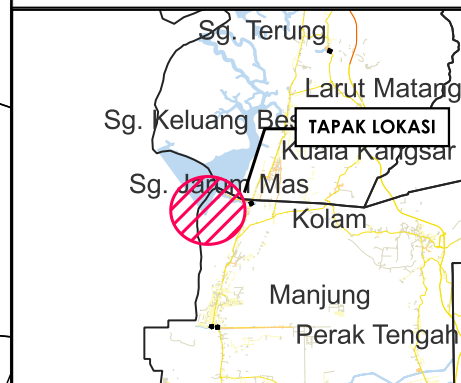 Sg. Terung
Larut Matang
Sg. Keluang Bes
TAPAK LOKASI
Kuala Kangsar
Sg. Jarum Mas
Kolam
Manjung
Perak Tengah